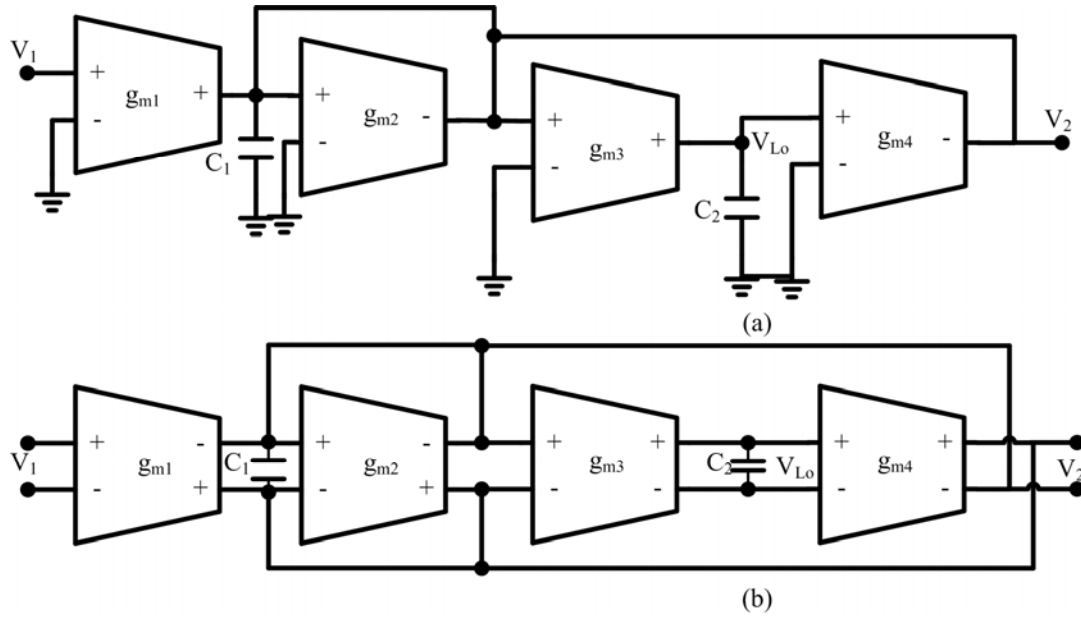 V1
+
-
gm1
+
C1
+
-
gm2
-
+
-
gm3
+
VLo
C2
+
-
gm4
-
V2
(a)
V1
+
-
gm1
-
+
C1
+
-
gm2
-
+
+
-
gm3
+
-
C2
VLo
+
-
gm4
+
-
V2
(b)